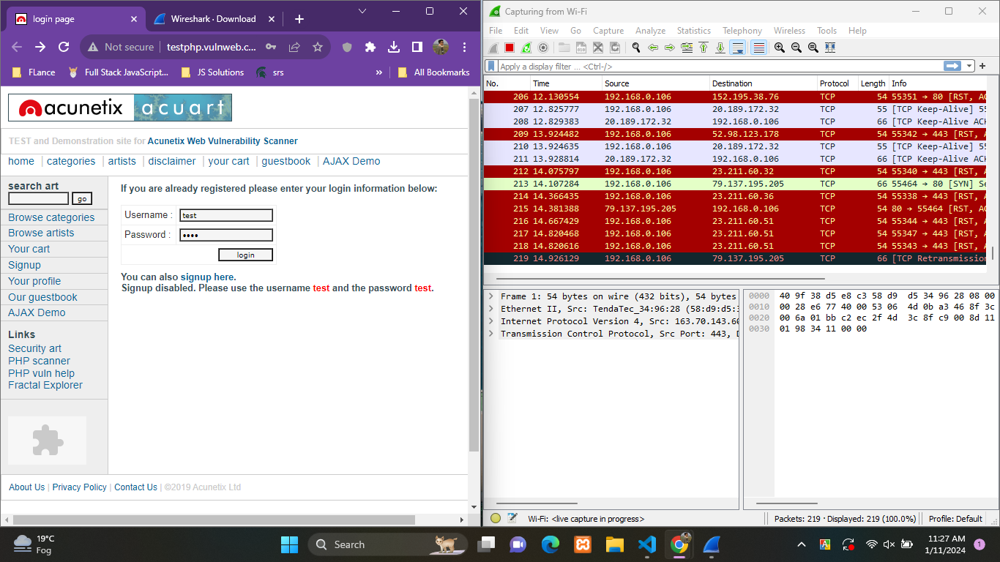 login page
Wireshark · Download
Not secure
testphp.vulnweb.c...
FLance
Full Stack JavaScript...
JS Solutions
srs
»
All Bookmarks
acunetix acuart
TEST and Demonstration site for Acunetix Web Vulnerability Scanner
home | categories | artists | disclaimer | your cart | guestbook | AJAX Demo
search art
go
Browse categories
Browse artists
Your cart
Signup
Your profile
Our guestbook
AJAX Demo
Links
Security art
PHP scanner
PHP vuln help
Fractal Explorer
If you are already registered please enter your login information below:
Username : test
Password : ••••
login
You can also signup here.
Signup disabled. Please use the username test and the password test.
About Us | Privacy Policy | Contact Us | ©2019 Acunetix Ltd
Capturing from Wi-Fi
File Edit View Go Capture Analyze Statistics Telephony Wireless Tools Help
Apply a display filter ... <Ctrl-/>
No. Time Source Destination Protocol Length Info
206 12.130554 192.168.0.106 152.195.38.76 TCP 54 55351 → 80 [RST, AC
207 12.825777 192.168.0.106 20.189.172.32 TCP 55 [TCP Keep-Alive] 55
208 12.829383 20.189.172.32 192.168.0.106 TCP 66 [TCP Keep-Alive ACK
209 13.924482 192.168.0.106 52.98.123.178 TCP 54 55342 → 443 [RST, A
210 13.924635 192.168.0.106 20.189.172.32 TCP 55 [TCP Keep-Alive] 55
211 13.928814 20.189.172.32 192.168.0.106 TCP 66 [TCP Keep-Alive ACK
212 14.075797 192.168.0.106 23.211.60.32 TCP 54 55340 → 443 [RST, A
213 14.107284 192.168.0.106 79.137.195.205 TCP 66 55464 → 80 [SYN] Se
214 14.366435 192.168.0.106 23.211.60.36 TCP 54 55338 → 443 [RST, A
215 14.381388 79.137.195.205 192.168.0.106 TCP 54 80 → 55464 [RST, AC
216 14.667429 192.168.0.106 23.211.60.51 TCP 54 55344 → 443 [RST, A
217 14.820468 192.168.0.106 23.211.60.51 TCP 54 55347 → 443 [RST, A
218 14.820616 192.168.0.106 23.211.60.51 TCP 54 55343 → 443 [RST, A
219 14.926129 192.168.0.106 79.137.195.205 TCP 66 [TCP Retransmission
Frame 1: 54 bytes on wire (432 bits), 54 bytes
Ethernet II, Src: TendaTec_34:96:28 (58:d9:d5:3
Internet Protocol Version 4, Src: 163.70.143.60
Transmission Control Protocol, Src Port: 443, D
0000 40 9f 38 d5 e8 c3 58 d9 d5 34 96 28 08 00
0010 00 28 e6 77 40 00 53 06 4d 0b a3 46 8f 3c
0020 00 6a 01 bb c2 ec 2f 4d 3c 8f c9 00 8d 11
0030 01 98 34 11 00 00
Wi-Fi: <live capture in progress>
Packets: 219 · Displayed: 219 (100.0%)
Profile: Default
19°C
Fog
Search
11:27 AM
1/11/2024
1